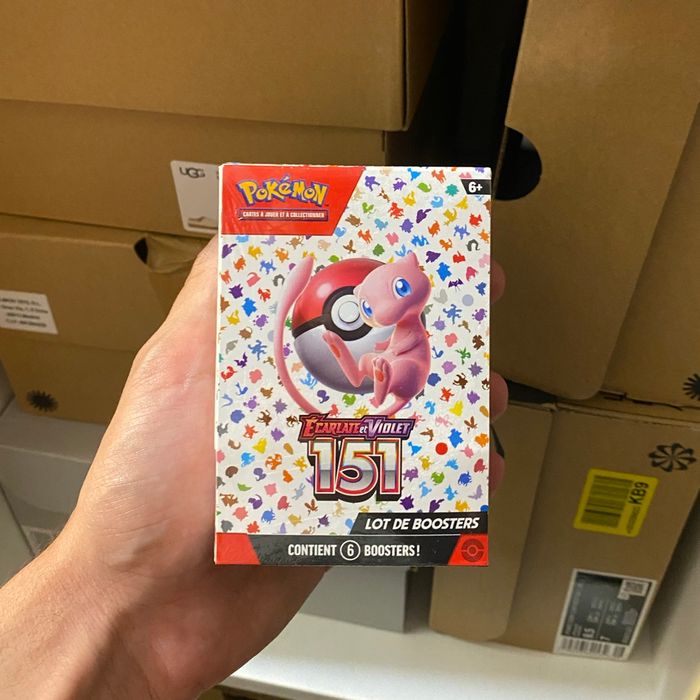 UGG
POKéMON
CARTES À JOUER ET À COLLECTIONNER
6+
ÉCARLATE et VIOLET
151
LOT DE BOOSTERS
CONTIENT 6 BOOSTERS !
KB9